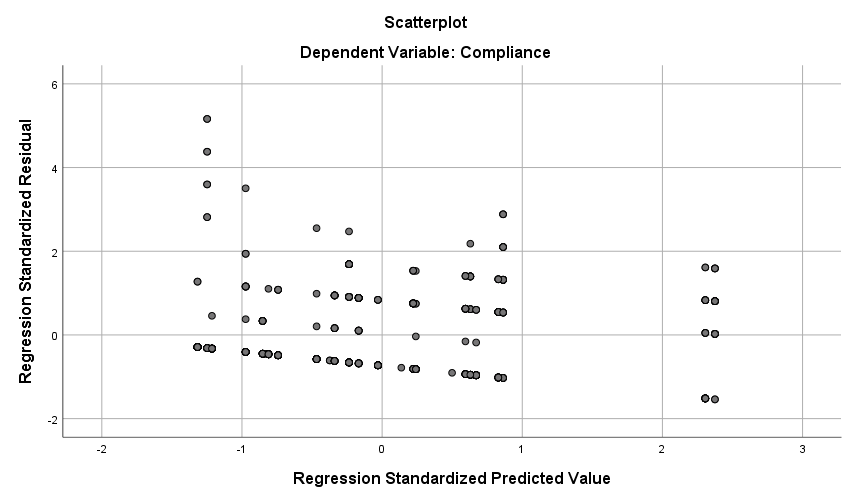 Scatterplot
Dependent Variable: Compliance
Regression Standardized Residual
6
4
2
0
-2
-2
-1
0
1
2
3
Regression Standardized Predicted Value